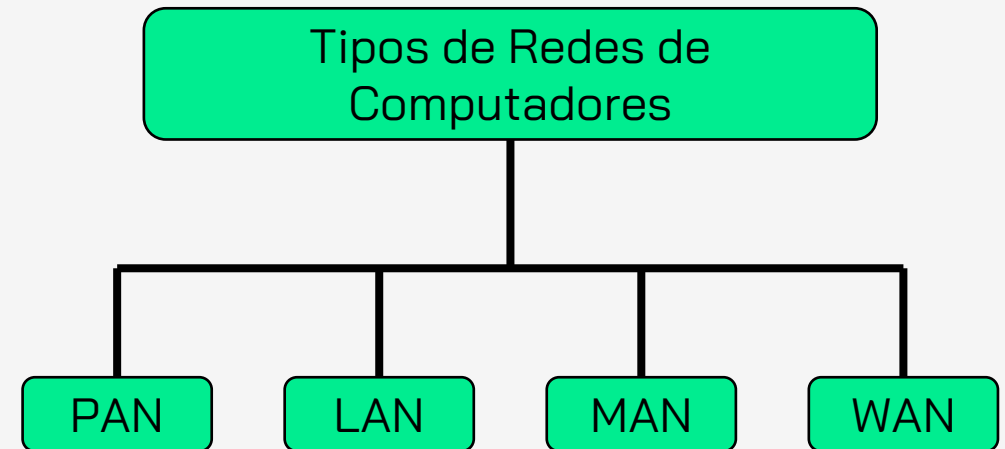 Tipos de Redes de
Computadores
PAN
LAN
MAN
WAN